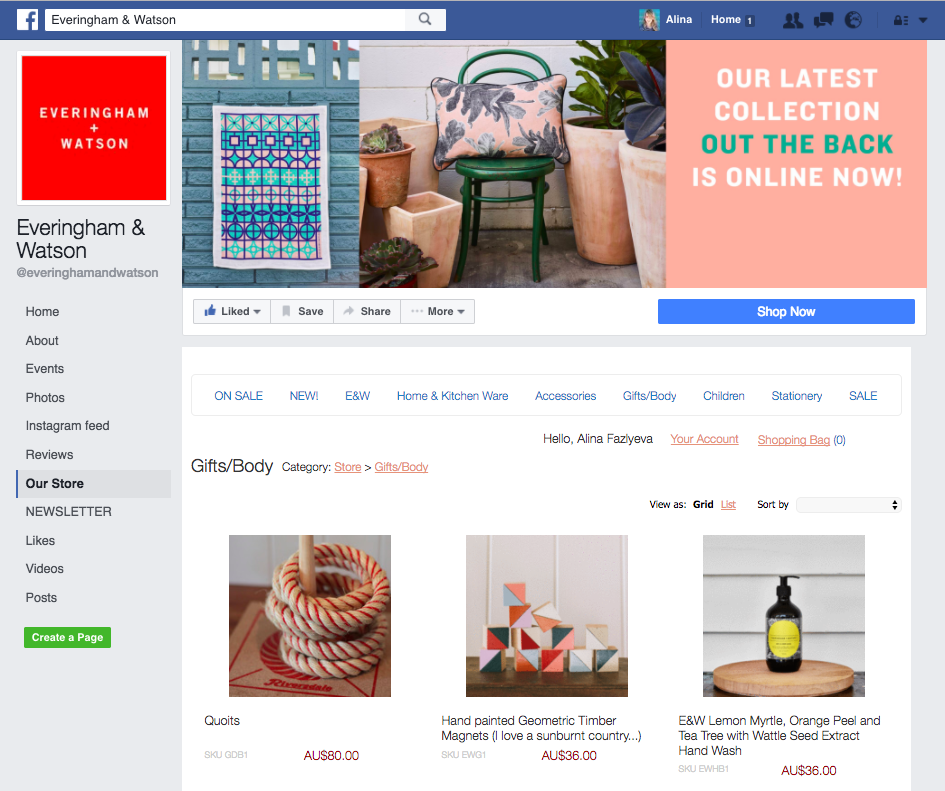 Everingham & Watson
Alina
Home 1
EVERINGHAM
+
WATSON
OUR LATEST
COLLECTION
OUT THE BACK
IS ONLINE NOW!
Everingham &
Watson
@everinghamandwatson
Home
About
Events
Photos
Instagram feed
Reviews
Our Store
NEWSLETTER
Likes
Videos
Posts
Create a Page
Liked
Save
Share
More
Shop Now
ON SALE NEW! E&W Home & Kitchen Ware Accessories Gifts/Body Children Stationery SALE
Hello, Alina Fazlyeva Your Account Shopping Bag (0)
Gifts/Body Category: Store > Gifts/Body
View as: Grid List Sort by
Riversdale
Quoits
SKU GDB1 AU$80.00
Hand painted Geometric Timber
Magnets (I love a sunburnt country...)
SKU EWG1 AU$36.00
E&W Lemon Myrtle, Orange Peel and
Tea Tree with Wattle Seed Extract
Hand Wash
SKU EWHB1 AU$36.00